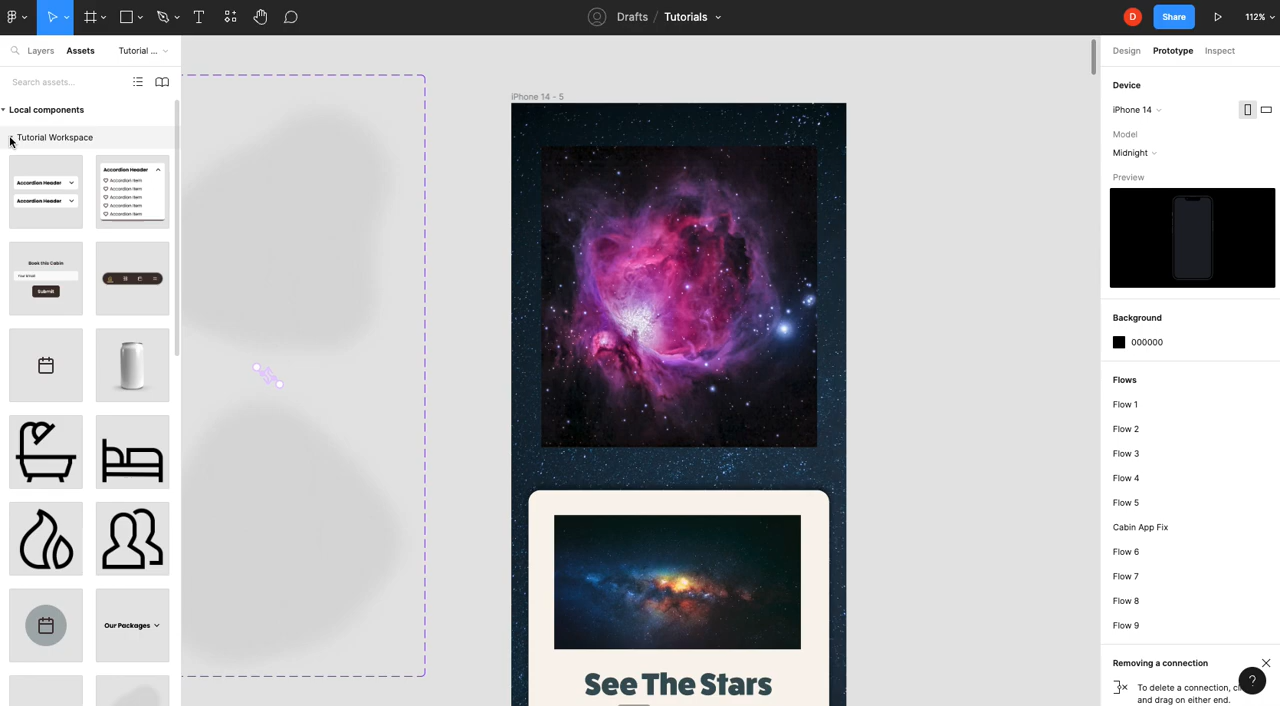 Drafts / Tutorials
D
Share
112%
Layers
Assets
Tutorial ...
Search assets...
Local components
Tutorial Workspace
Accordion Header
Accordion Header
Accordion Header
Accordion Item
Accordion Item
Accordion Item
Accordion Item
Accordion Item
Book this Cabin
Your Email
Submit
Our Packages
iPhone 14 - 5
See The Stars
Design
Prototype
Inspect
Device
iPhone 14
Model
Midnight
Preview
Background
000000
Flows
Flow 1
Flow 2
Flow 3
Flow 4
Flow 5
Cabin App Fix
Flow 6
Flow 7
Flow 8
Flow 9
Removing a connection
To delete a connection,
and drag on either end.
?